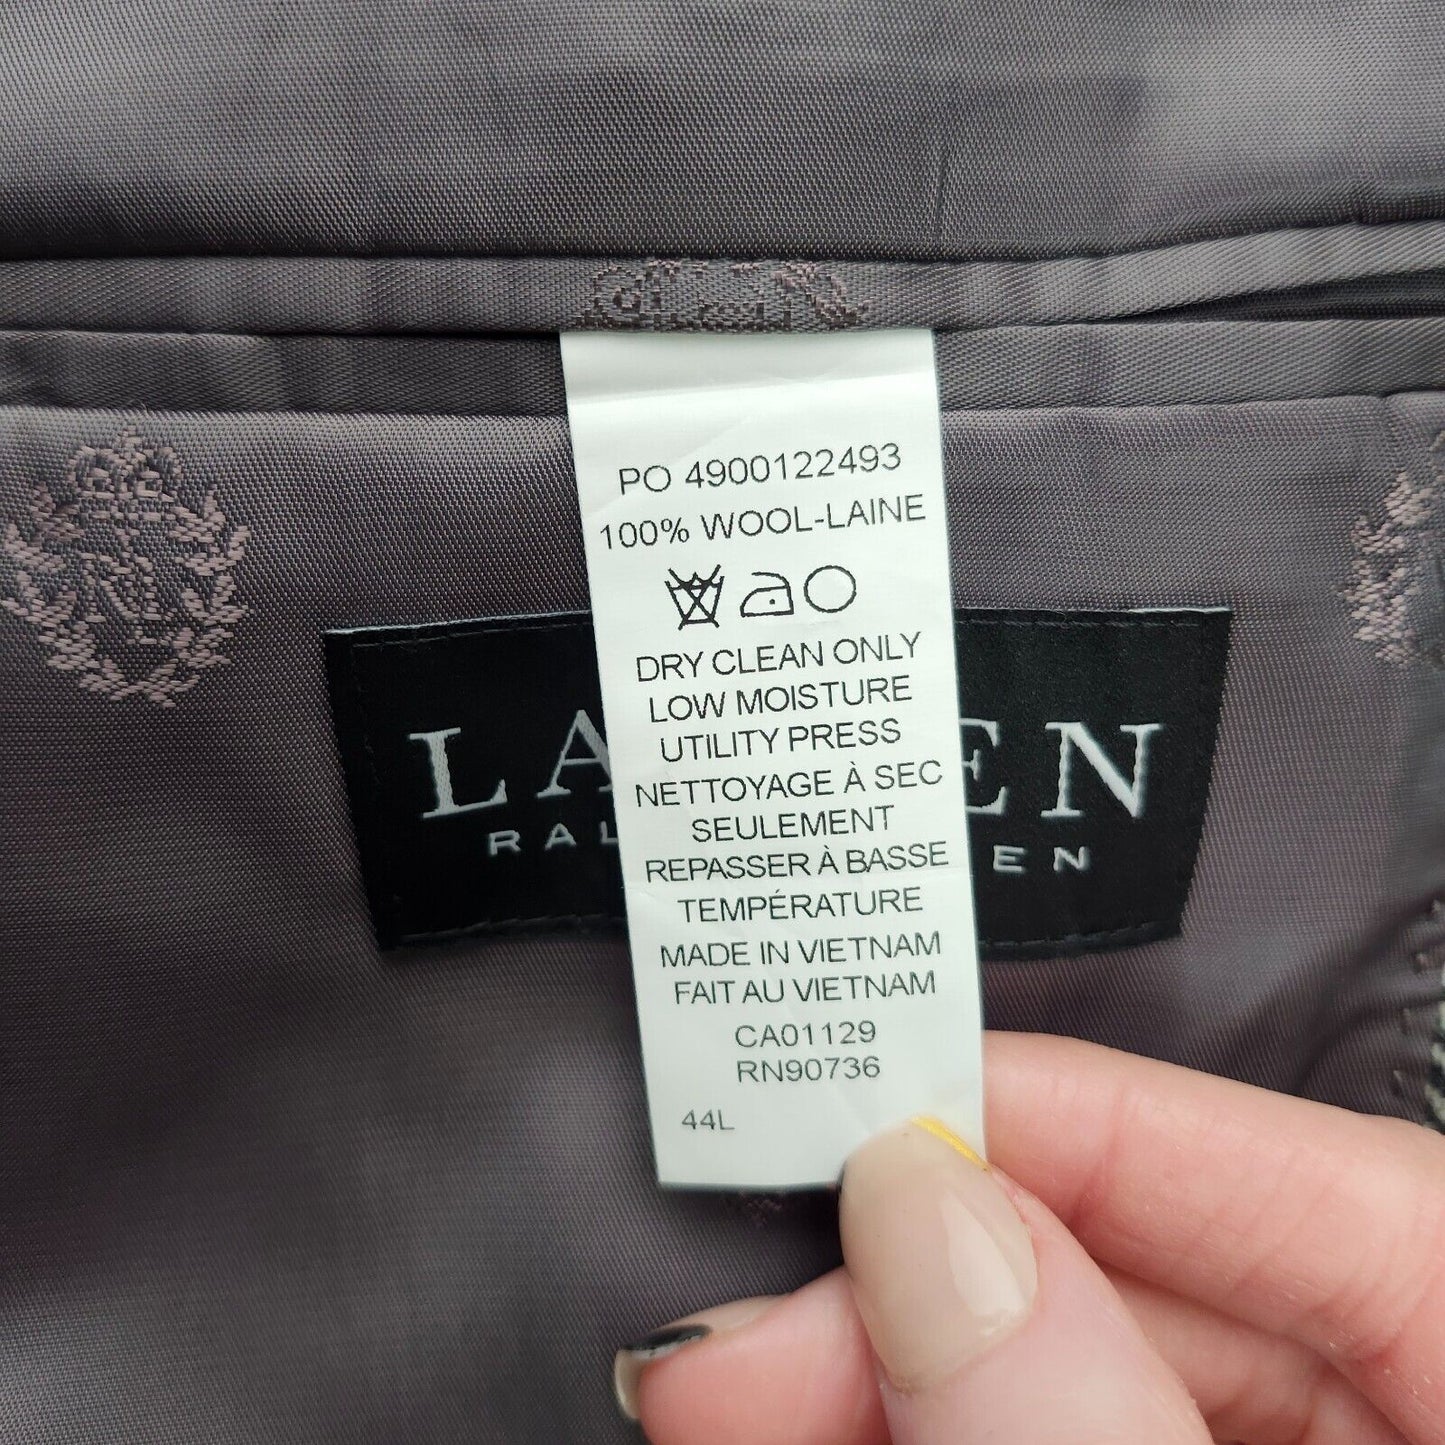 PO 4900122493
100% WOOL-LAINE
DRY CLEAN ONLY
LOW MOISTURE
UTILITY PRESS
NETTOYAGE À SEC
SEULEMENT
REPASSER À BASSE
TEMPÉRATURE
MADE IN VIETNAM
FAIT AU VIETNAM
CA01129
RN90736
44L